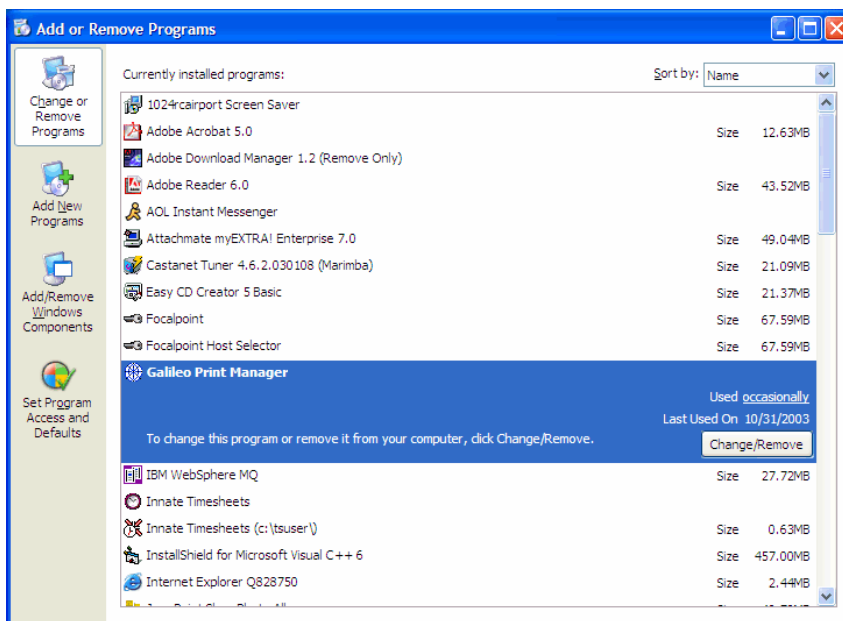 Add or Remove Programs
Change or
Remove
Programs
Add New
Programs
Add/Remove
Windows
Components
Set Program
Access and
Defaults
Currently installed programs:
Sort by: Name
1024rcairport Screen Saver
Adobe Acrobat 5.0 Size 12.63MB
Adobe Download Manager 1.2 (Remove Only)
Adobe Reader 6.0 Size 43.52MB
AOL Instant Messenger
Attachmate myEXTRA! Enterprise 7.0 Size 49.04MB
Castanet Tuner 4.6.2.030108 (Marimba) Size 21.09MB
Easy CD Creator 5 Basic Size 21.37MB
Focalpoint Size 67.59MB
Focalpoint Host Selector Size 67.59MB
Galileo Print Manager
Used occasionally
Last Used On 10/31/2003
To change this program or remove it from your computer, click Change/Remove. Change/Remove
IBM WebSphere MQ Size 27.72MB
Innate Timesheets
Innate Timesheets (c:\tsuser\) Size 0.63MB
InstallShield for Microsoft Visual C++ 6 Size 457.00MB
Internet Explorer Q828750 Size 2.44MB